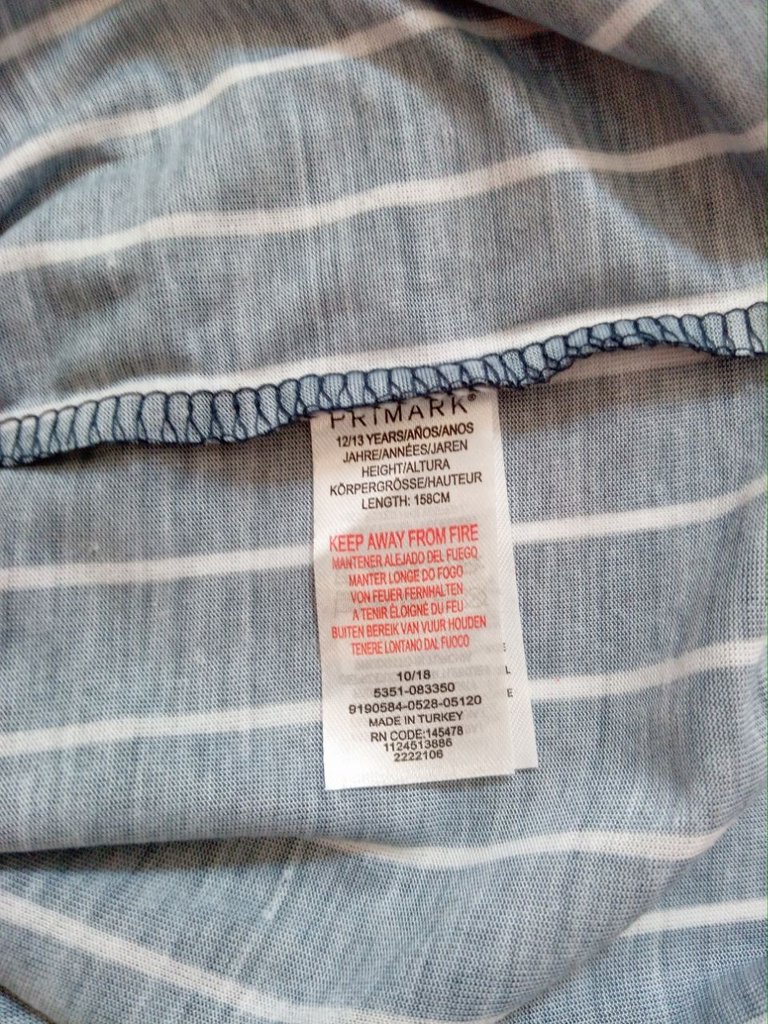 PRIMARK®
12/13 YEARS/AÑOS/ANOS
JAHRE/ANNÉES/JAREN
HEIGHT/ALTURA
KÖRPERGRÖSSE/HAUTEUR
LENGTH: 158CM
KEEP AWAY FROM FIRE
MANTENER ALEJADO DEL FUEGO
MANTER LONGE DO FOGO
VON FEUER FERNHALTEN
A TENIR ÉLOIGNÉ DU FEU
BUITEN BEREIK VAN VUUR HOUDEN
TENERE LONTANO DAL FUOCO
10/18
5351-083350
9190584-0528-05120
MADE IN TURKEY
RN CODE:145478
1124513886
2222106